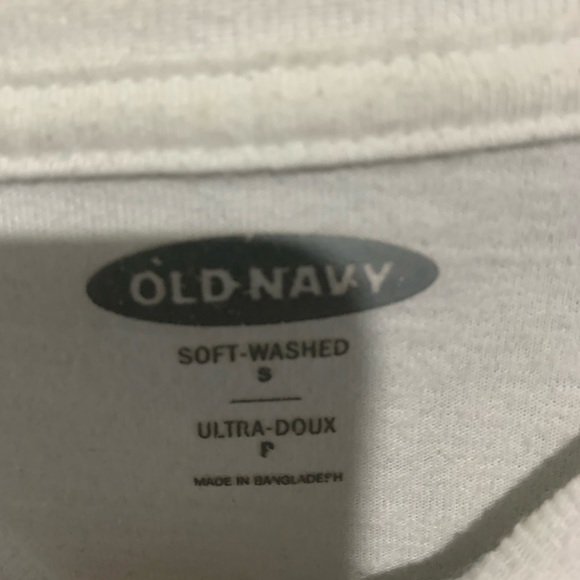 OLD NAVY
SOFT-WASHED
S
ULTRA-DOUX
P
MADE IN BANGLADESH